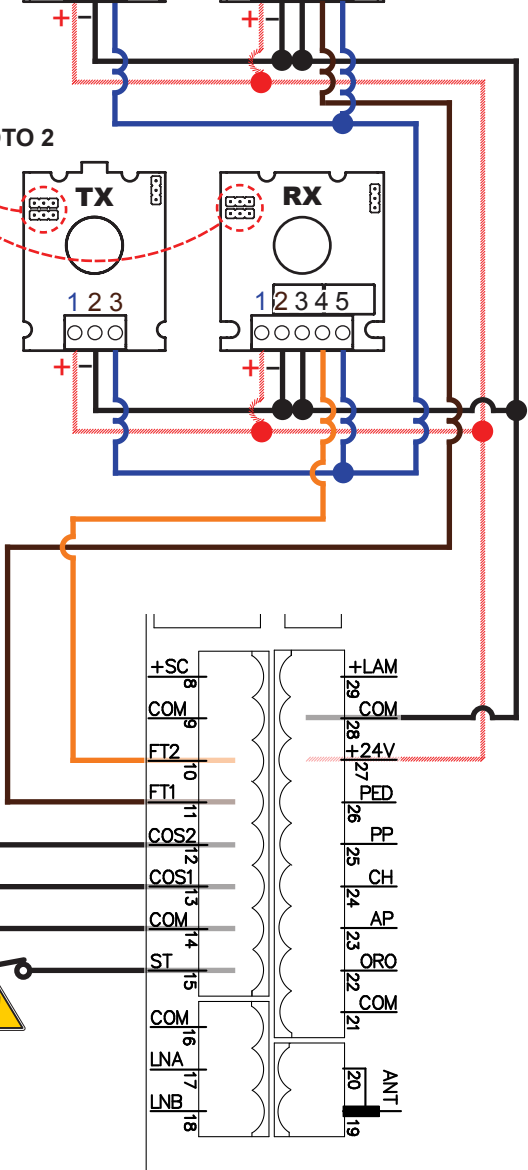 + − + −
OTO 2
TX RX
1 2 3 1 2 3 4 5
+ − + −
+SC 8 29 +LAM
COM 9 28 COM
FT2 10 27 +24V
FT1 11 26 PED
COS2 12 25 PP
COS1 13 24 CH
COM 14 23 AP
ST 15 22 ORO
COM 16 21 COM
LNA 17 20 ANT
LNB 18 19